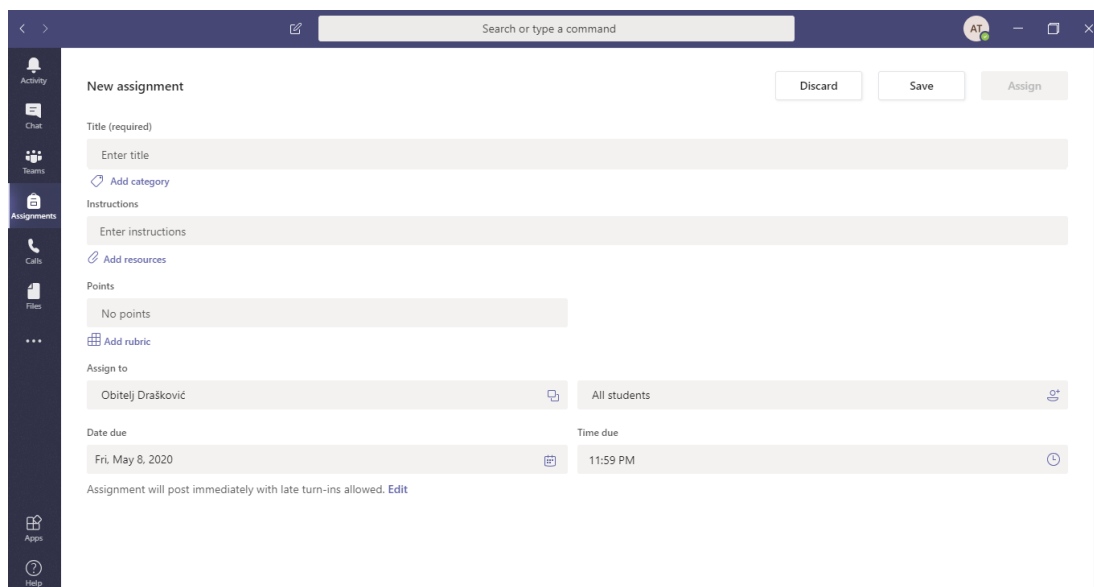 Search or type a command
AT
Activity
Chat
Teams
Assignments
Calls
Files
Apps
Help
New assignment
Discard
Save
Assign
Title (required)
Enter title
Add category
Instructions
Enter instructions
Add resources
Points
No points
Add rubric
Assign to
Obitelj Drašković
All students
Date due
Time due
Fri, May 8, 2020
11:59 PM
Assignment will post immediately with late turn-ins allowed. Edit